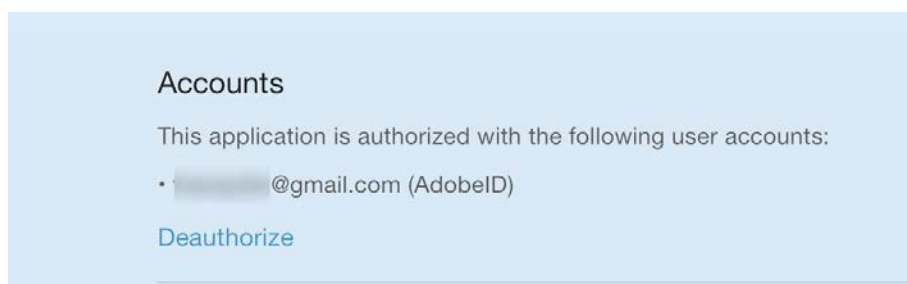 Accounts
This application is authorized with the following user accounts:
• @gmail.com (AdobeID)
Deauthorize